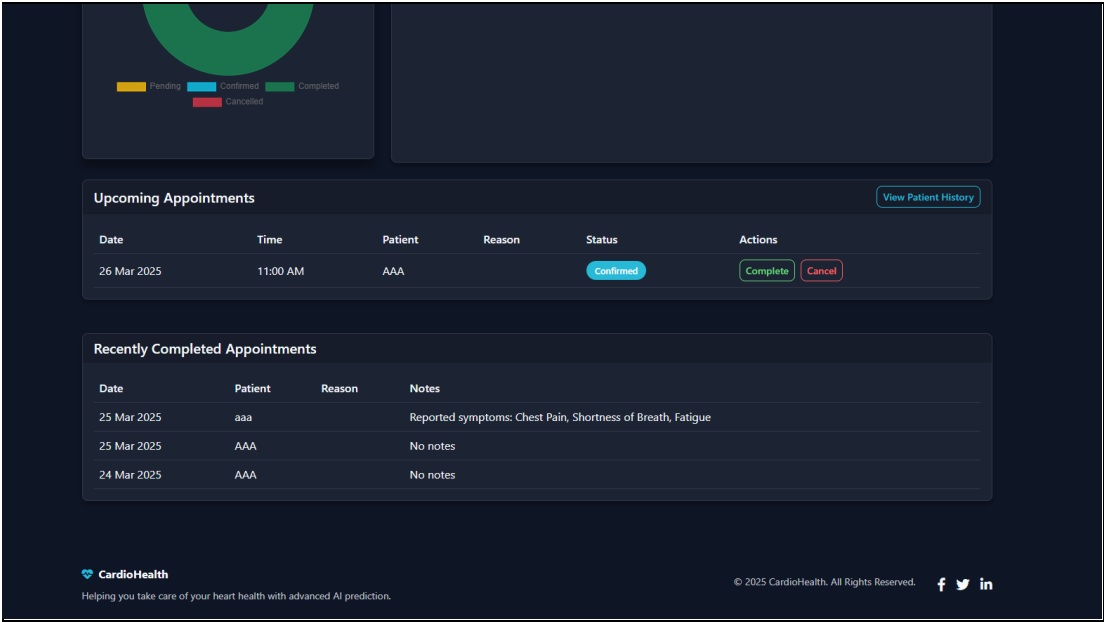 Pending Confirmed Completed
Cancelled
Upcoming Appointments View Patient History
Date Time Patient Reason Status Actions
26 Mar 2025 11:00 AM AAA Confirmed Complete Cancel
Recently Completed Appointments
Date Patient Reason Notes
25 Mar 2025 aaa Reported symptoms: Chest Pain, Shortness of Breath, Fatigue
25 Mar 2025 AAA No notes
24 Mar 2025 AAA No notes
CardioHealth
Helping you take care of your heart health with advanced AI prediction.
© 2025 CardioHealth. All Rights Reserved.